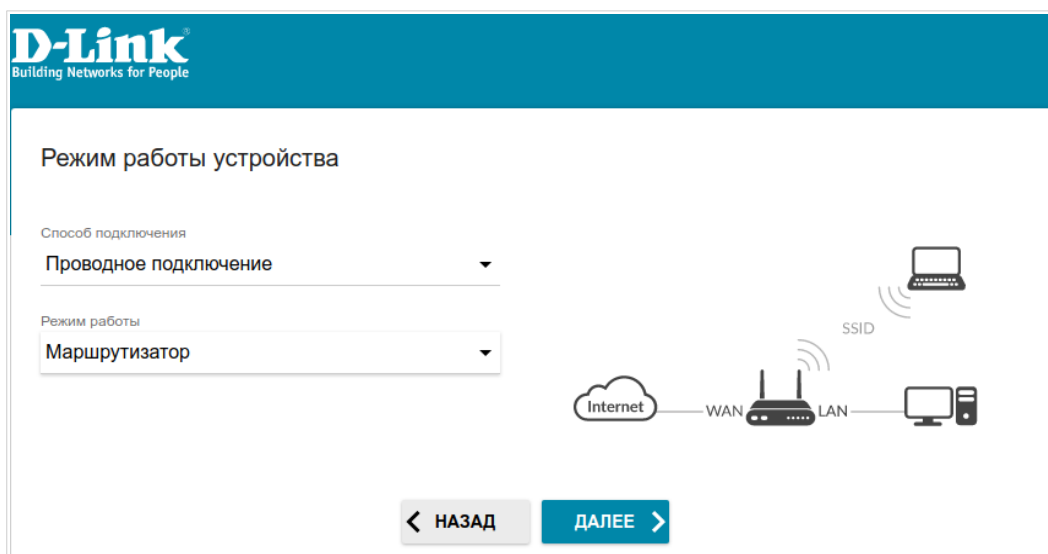 D-Link®
Building Networks for People
Режим работы устройства
Способ подключения
Проводное подключение
Режим работы
Маршрутизатор
SSID
Internet
WAN
LAN
НАЗАД
ДАЛЕЕ